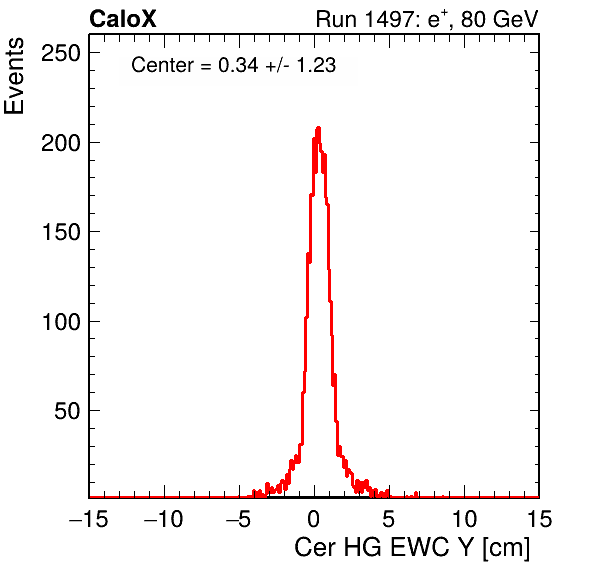 CaloX Run 1497: e⁺, 80 GeV
Center = 0.34 +/- 1.23
Events
250
200
150
100
50
−15 −10 −5 0 5 10 15
Cer HG EWC Y [cm]